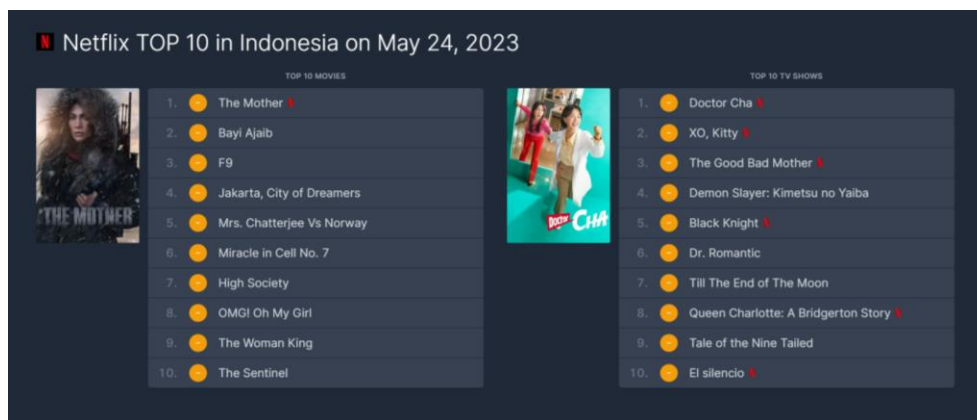 N Netflix TOP 10 in Indonesia on May 24, 2023
TOP 10 MOVIES
THE MOTHER
1. – The Mother N
2. – Bayi Ajaib
3. – F9
4. – Jakarta, City of Dreamers
5. – Mrs. Chatterjee Vs Norway
6. – Miracle in Cell No. 7
7. – High Society
8. – OMG! Oh My Girl
9. – The Woman King
10. – The Sentinel
TOP 10 TV SHOWS
DOCTOR CHA
1. – Doctor Cha N
2. – XO, Kitty N
3. – The Good Bad Mother N
4. – Demon Slayer: Kimetsu no Yaiba
5. – Black Knight N
6. – Dr. Romantic
7. – Till The End of The Moon
8. – Queen Charlotte: A Bridgerton Story N
9. – Tale of the Nine Tailed
10. – El silencio N